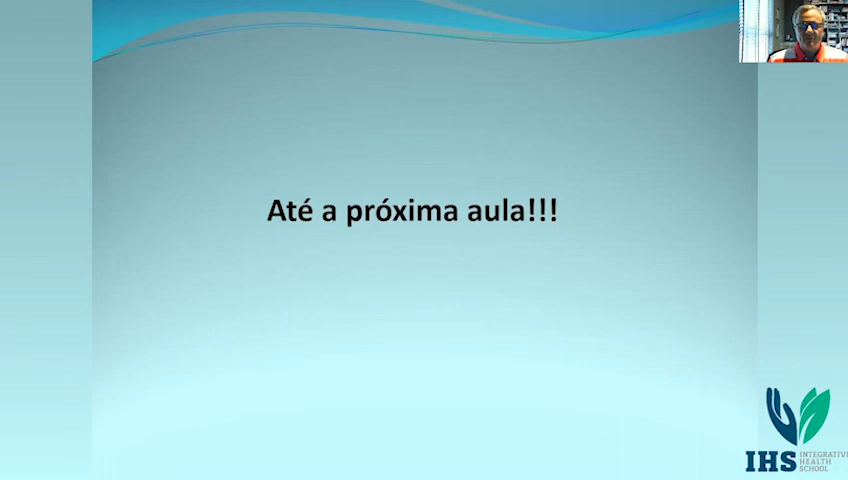 Até a próxima aula!!!
IHS
INTEGRATIVE
HEALTH
SCHOOL